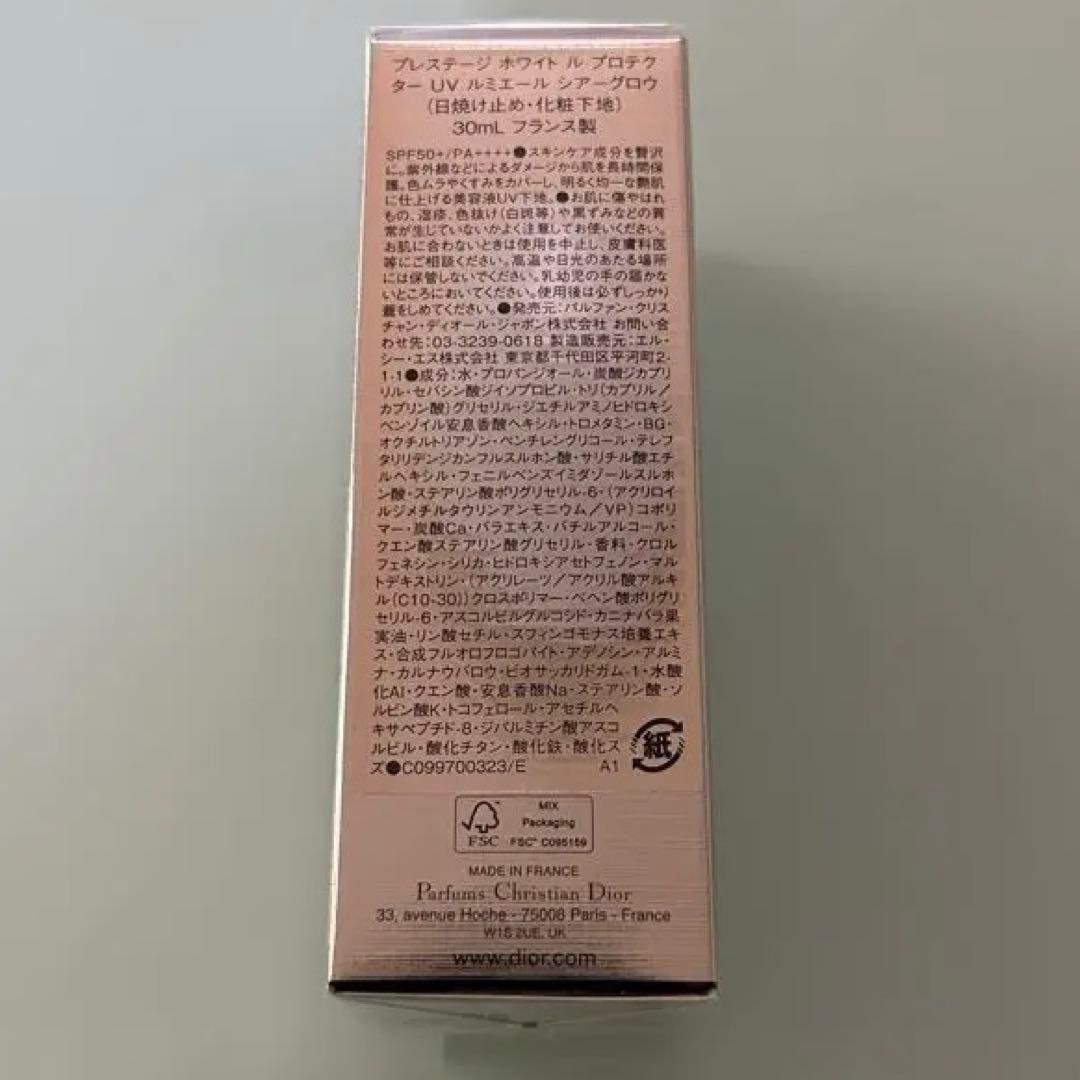 プレステージ ホワイト ル プロテク
ター UV ルミエール シアーグロウ
(日焼け止め・化粧下地)
30mL フランス製
SPF50+/PA++++●スキンケア成分を贅沢
に。紫外線などによるダメージから肌を長時間保
護。色ムラやくすみをカバーし、明るく均一な艶肌
に仕上げる美容液UV下地。●お肌に傷やはれ
もの、湿疹、色抜け(白斑等)や黒ずみなどの異
常が生じていないかよく注意してお使いください。
お肌に合わないときは使用を中止し、皮膚科医
等にご相談ください。高温や日光のあたる場所
には保管しないでください。乳幼児の手の届かな
いところにおいてください。使用後は必ずしっかり
蓋をしめてください。●発売元:パルファン・クリス
チャン・ディオール・ジャポン株式会社 お問い合
わせ先:03-3239-0618 製造販売元:エル・
シー・エス株式会社 東京都千代田区平河町2-
1-1●成分:水・プロパンジオール・炭酸ジカプリ
リル・セバシン酸ジイソプロピル・トリ(カプリル/
カプリン酸)グリセリル・ジエチルアミノヒドロキシ
ベンゾイル安息香酸ヘキシル・トロメタミン・BG・
オクチルトリアゾン・ペンチレングリコール・テレフ
タリリデンジカンフルスルホン酸・サリチル酸エチ
ルヘキシル・フェニルベンズイミダゾールスルホ
ン酸・ステアリン酸ポリグリセリル-6・(アクリロイ
ルジメチルタウリンアンモニウム/VP)コポリ
マー・炭酸Ca・バラエキス・バチルアルコール・
クエン酸ステアリン酸グリセリル・香料・クロル
フェネシン・シリカ・ヒドロキシアセトフェノン・マル
トデキストリン・(アクリレーツ/アクリル酸アルキ
ル(C10-30))クロスポリマー・ベヘン酸ポリグリ
セリル-6・アスコルビルグルコシド・カニナバラ果
実油・リン酸セチル・スフィンゴモナス培養エキ
ス・合成フルオロフロゴパイト・アデノシン・アルミ
ナ・カルナウバロウ・ビオサッカリドガム-1・水酸
化Al・クエン酸・安息香酸Na・ステアリン酸・ソ
ルビン酸K・トコフェロール・アセチルヘ
キサペプチド-8・ジパルミチン酸アスコ
ルビル・酸化チタン・酸化鉄・酸化ス
ズ●C099700323/E A1
紙
MIX
Packaging
FSC FSC™ C095159
MADE IN FRANCE
Parfums Christian Dior
33, avenue Hoche - 75008 Paris - France
W1S 2UE, UK
www.dior.com